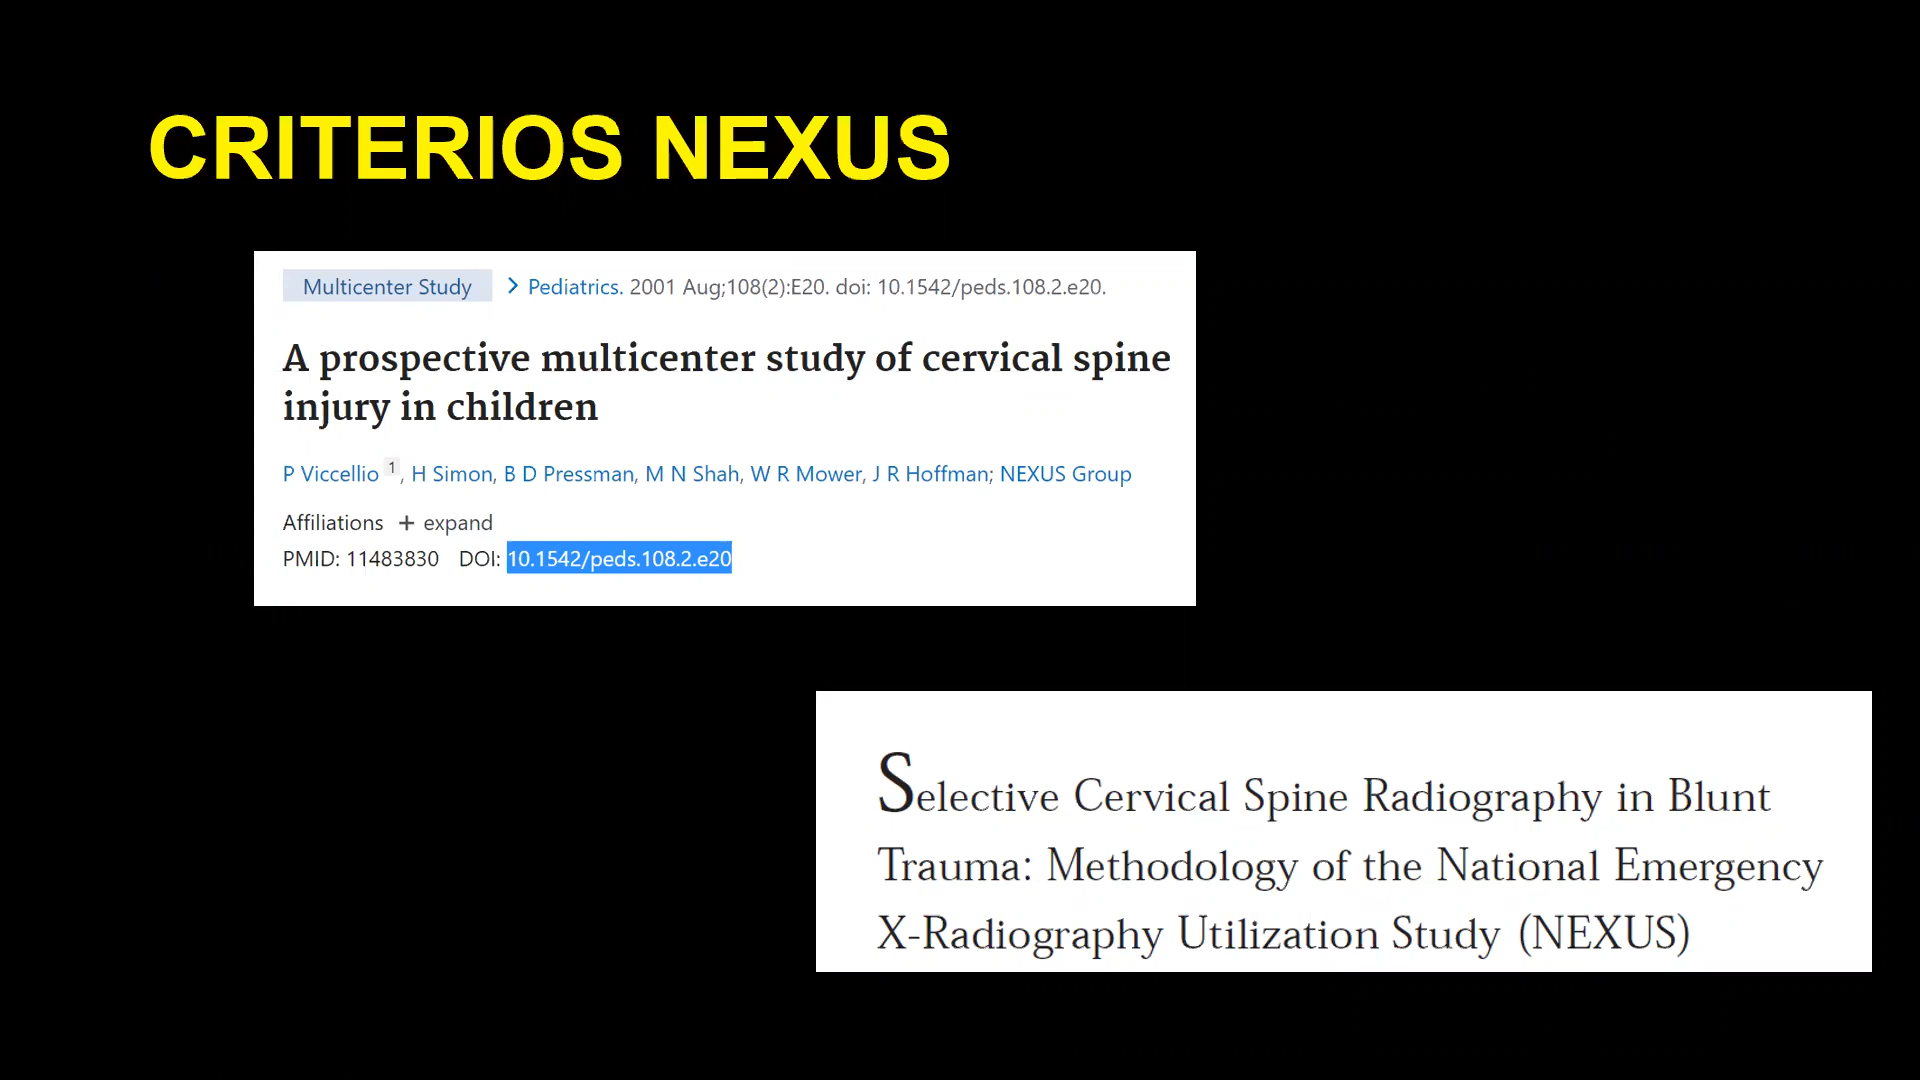 CRITERIOS NEXUS
Multicenter Study > Pediatrics. 2001 Aug;108(2):E20. doi: 10.1542/peds.108.2.e20.
A prospective multicenter study of cervical spine
injury in children
P Viccellio 1, H Simon, B D Pressman, M N Shah, W R Mower, J R Hoffman; NEXUS Group
Affiliations + expand
PMID: 11483830 DOI: 10.1542/peds.108.2.e20
Selective Cervical Spine Radiography in Blunt
Trauma: Methodology of the National Emergency
X-Radiography Utilization Study (NEXUS)